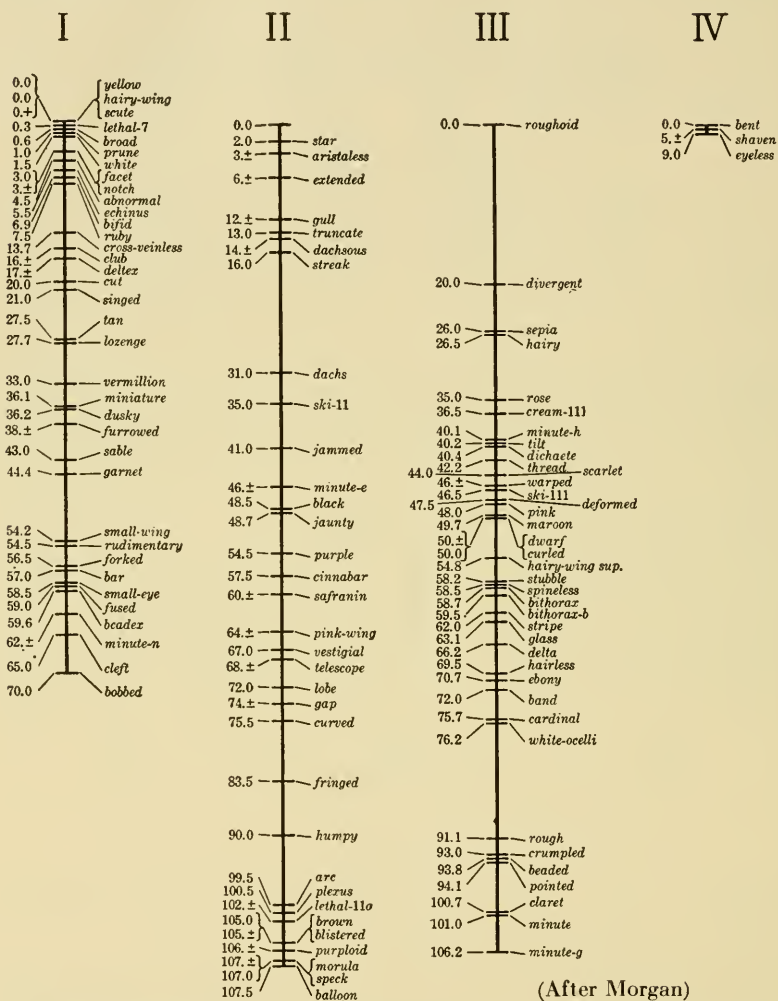 I
II
III
IV
0.0 yellow
0.0 hairy-wing
0.+ scute
0.3 lethal-7
0.6 broad
1.0 prune
1.5 white
3.0 facet
3.± notch
4.5 abnormal
5.5 echinus
6.9 bifid
7.5 ruby
13.7 cross-veinless
16.± club
17.± deltex
20.0 cut
21.0 singed
27.5 tan
27.7 lozenge
33.0 vermillion
36.1 miniature
36.2 dusky
38.± furrowed
43.0 sable
44.4 garnet
54.2 small-wing
54.5 rudimentary
56.5 forked
57.0 bar
58.5 small-eye
59.0 fused
59.6 bcadex
62.± minute-n
65.0 cleft
70.0 bobbed
0.0
2.0 star
3.± aristaless
6.± extended
12.± gull
13.0 truncate
14.± dachsous
16.0 streak
31.0 dachs
35.0 ski-11
41.0 jammed
46.± minute-e
48.5 black
48.7 jaunty
54.5 purple
57.5 cinnabar
60.± safranin
64.± pink-wing
67.0 vestigial
68.± telescope
72.0 lobe
74.± gap
75.5 curved
83.5 fringed
90.0 humpy
99.5 arc
100.5 plexus
102.± lethal-11a
105.0 brown
105.± blistered
106.± purploid
107.± morula
107.0 speck
107.5 balloon
0.0 roughoid
20.0 divergent
26.0 sepia
26.5 hairy
35.0 rose
36.5 cream-111
40.1 minute-h
40.2 tilt
40.4 dichaete
42.2 thread
44.0 scarlet
46.± warped
46.5 ski-111
47.5 deformed
48.0 pink
49.7 maroon
50.± dwarf
50.0 curled
54.8 hairy-wing sup.
58.2 stubble
58.5 spineless
58.7 bithorax
59.5 bithorax-b
62.0 stripe
63.1 glass
66.2 delta
69.5 hairless
70.7 ebony
72.0 band
75.7 cardinal
76.2 white-ocelli
91.1 rough
93.0 crumpled
93.8 beaded
94.1 pointed
100.7 claret
101.0 minute
106.2 minute-g
0.0 bent
5.± shaven
9.0 eyeless
(After Morgan)